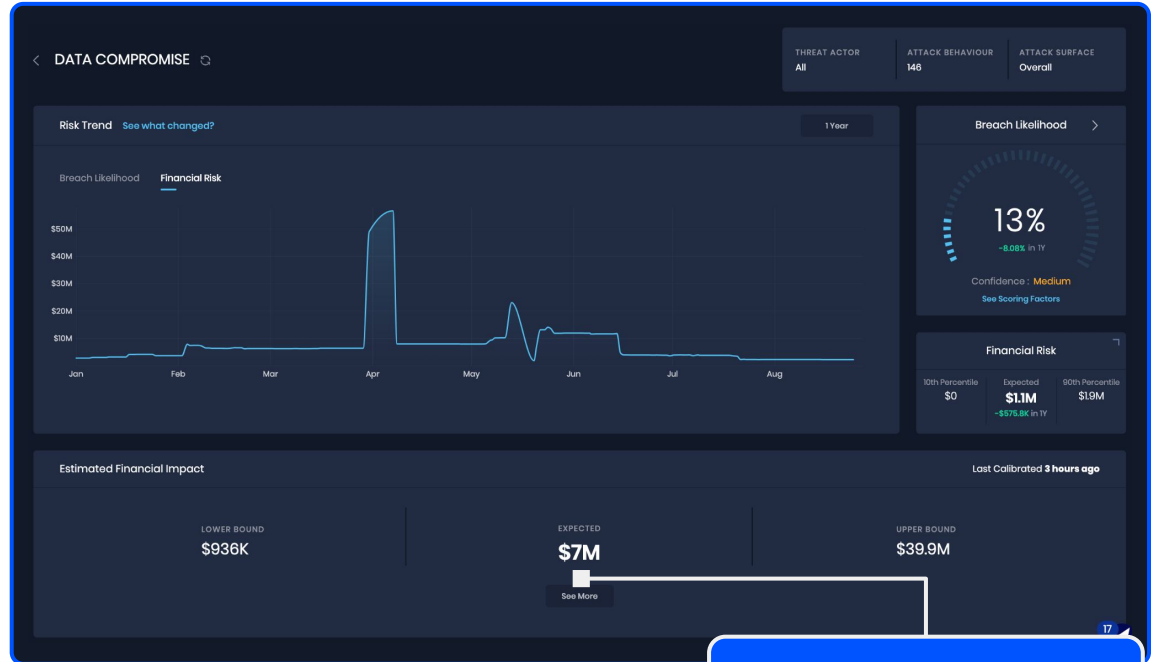 DATA COMPROMISE
THREAT ACTOR
All
ATTACK BEHAVIOUR
146
ATTACK SURFACE
Overall
Risk Trend See what changed?
1 Year
Breach Likelihood Financial Risk
$50M
$40M
$30M
$20M
$10M
Jan Feb Mar Apr May Jun Jul Aug
Breach Likelihood
13%
-8.08% in 1Y
Confidence : Medium
See Scoring Factors
Financial Risk
10th Percentile
$0
Expected
$1.1M
-$575.8K in 1Y
90th Percentile
$1.9M
Estimated Financial Impact
Last Calibrated 3 hours ago
LOWER BOUND
$936K
EXPECTED
$7M
See More
UPPER BOUND
$39.9M
17